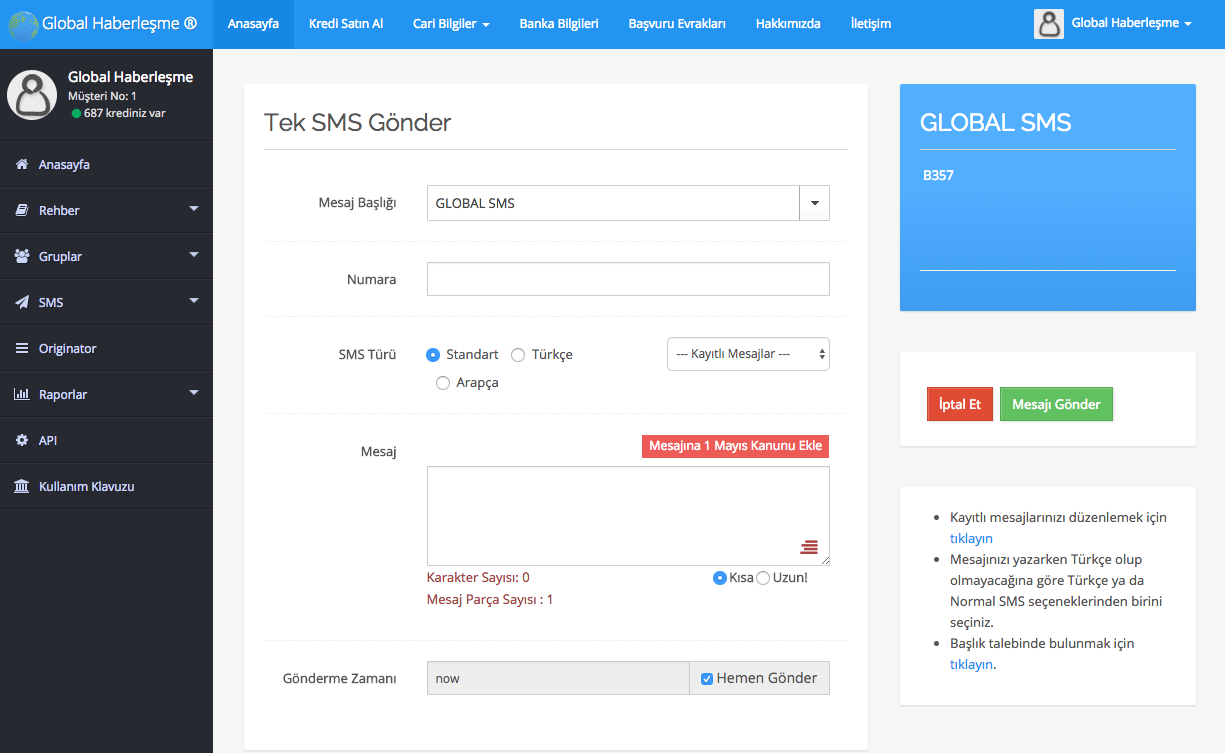 Global Haberleşme ®
Anasayfa
Kredi Satın Al
Cari Bilgiler
Banka Bilgileri
Başvuru Evrakları
Hakkımızda
İletişim
Global Haberleşme
Global Haberleşme
Müşteri No: 1
687 krediniz var
Anasayfa
Rehber
Gruplar
SMS
Originator
Raporlar
API
Kullanım Klavuzu
Tek SMS Gönder
Mesaj Başlığı
GLOBAL SMS
Numara
SMS Türü
Standart
Türkçe
--- Kayıtlı Mesajlar ---
Arapça
Mesaj
Mesajına 1 Mayıs Kanunu Ekle
Karakter Sayısı: 0
Kısa
Uzun!
Mesaj Parça Sayısı : 1
Gönderme Zamanı
now
Hemen Gönder
GLOBAL SMS
B357
İptal Et
Mesajı Gönder
Kayıtlı mesajlarınızı düzenlemek için
tıklayın
Mesajınızı yazarken Türkçe olup
olmayacağına göre Türkçe ya da
Normal SMS seçeneklerinden birini
seçiniz.
Başlık talebinde bulunmak için
tıklayın.